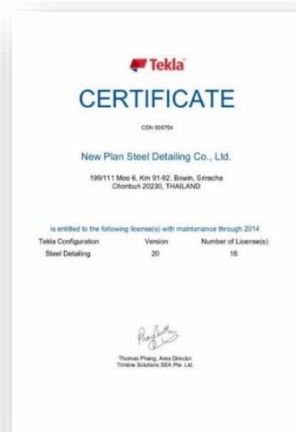 Tekla
CERTIFICATE
New Plan Steel Detailing Co., Ltd.
199/111 Moo 6, Km 91-92, Bowin, Sriracha
Chonburi 20230, THAILAND
is entitled to the following license(s) with maintenance through 2014
Tekla Configuration Version Number of License(s)
Steel Detailing 20 16
Thomas Phang, Area Director
Trimble Solutions SEA Pte. Ltd.